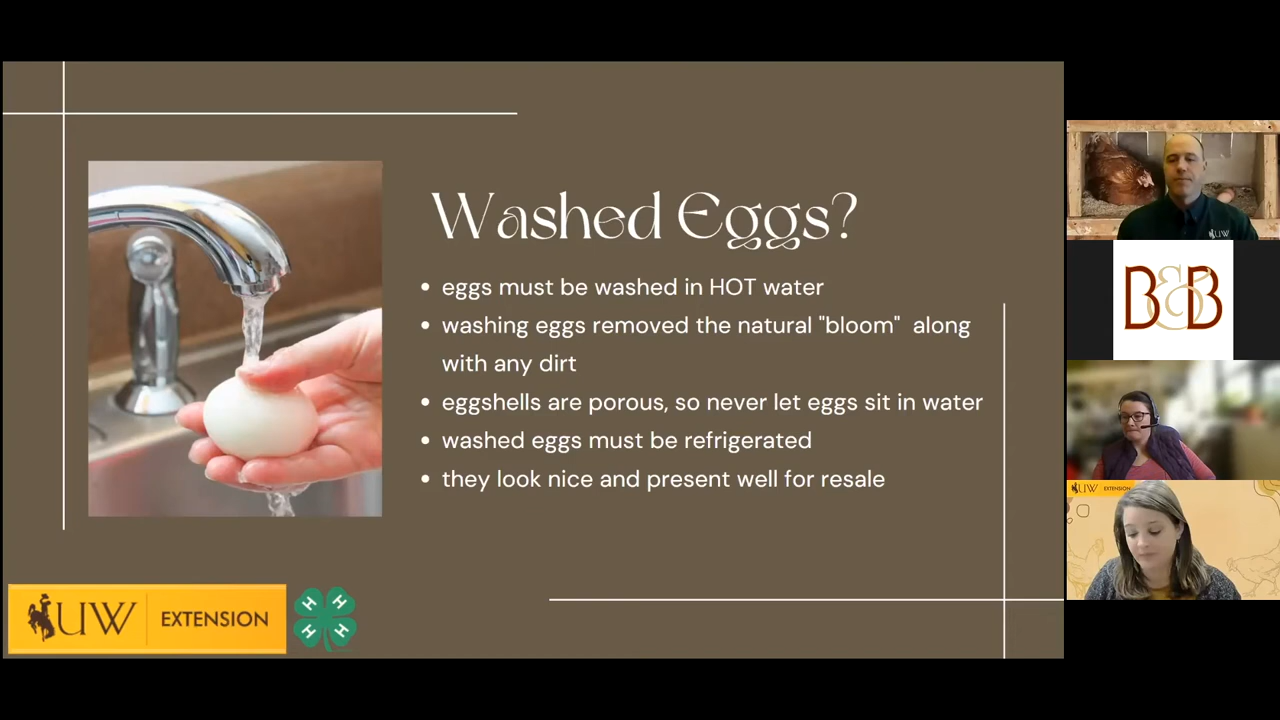 Washed Eggs?
• eggs must be washed in HOT water
• washing eggs removed the natural "bloom" along
with any dirt
• eggshells are porous, so never let eggs sit in water
• washed eggs must be refrigerated
• they look nice and present well for resale
UW EXTENSION
H H H H
UW
B&B
UW EXTENSION